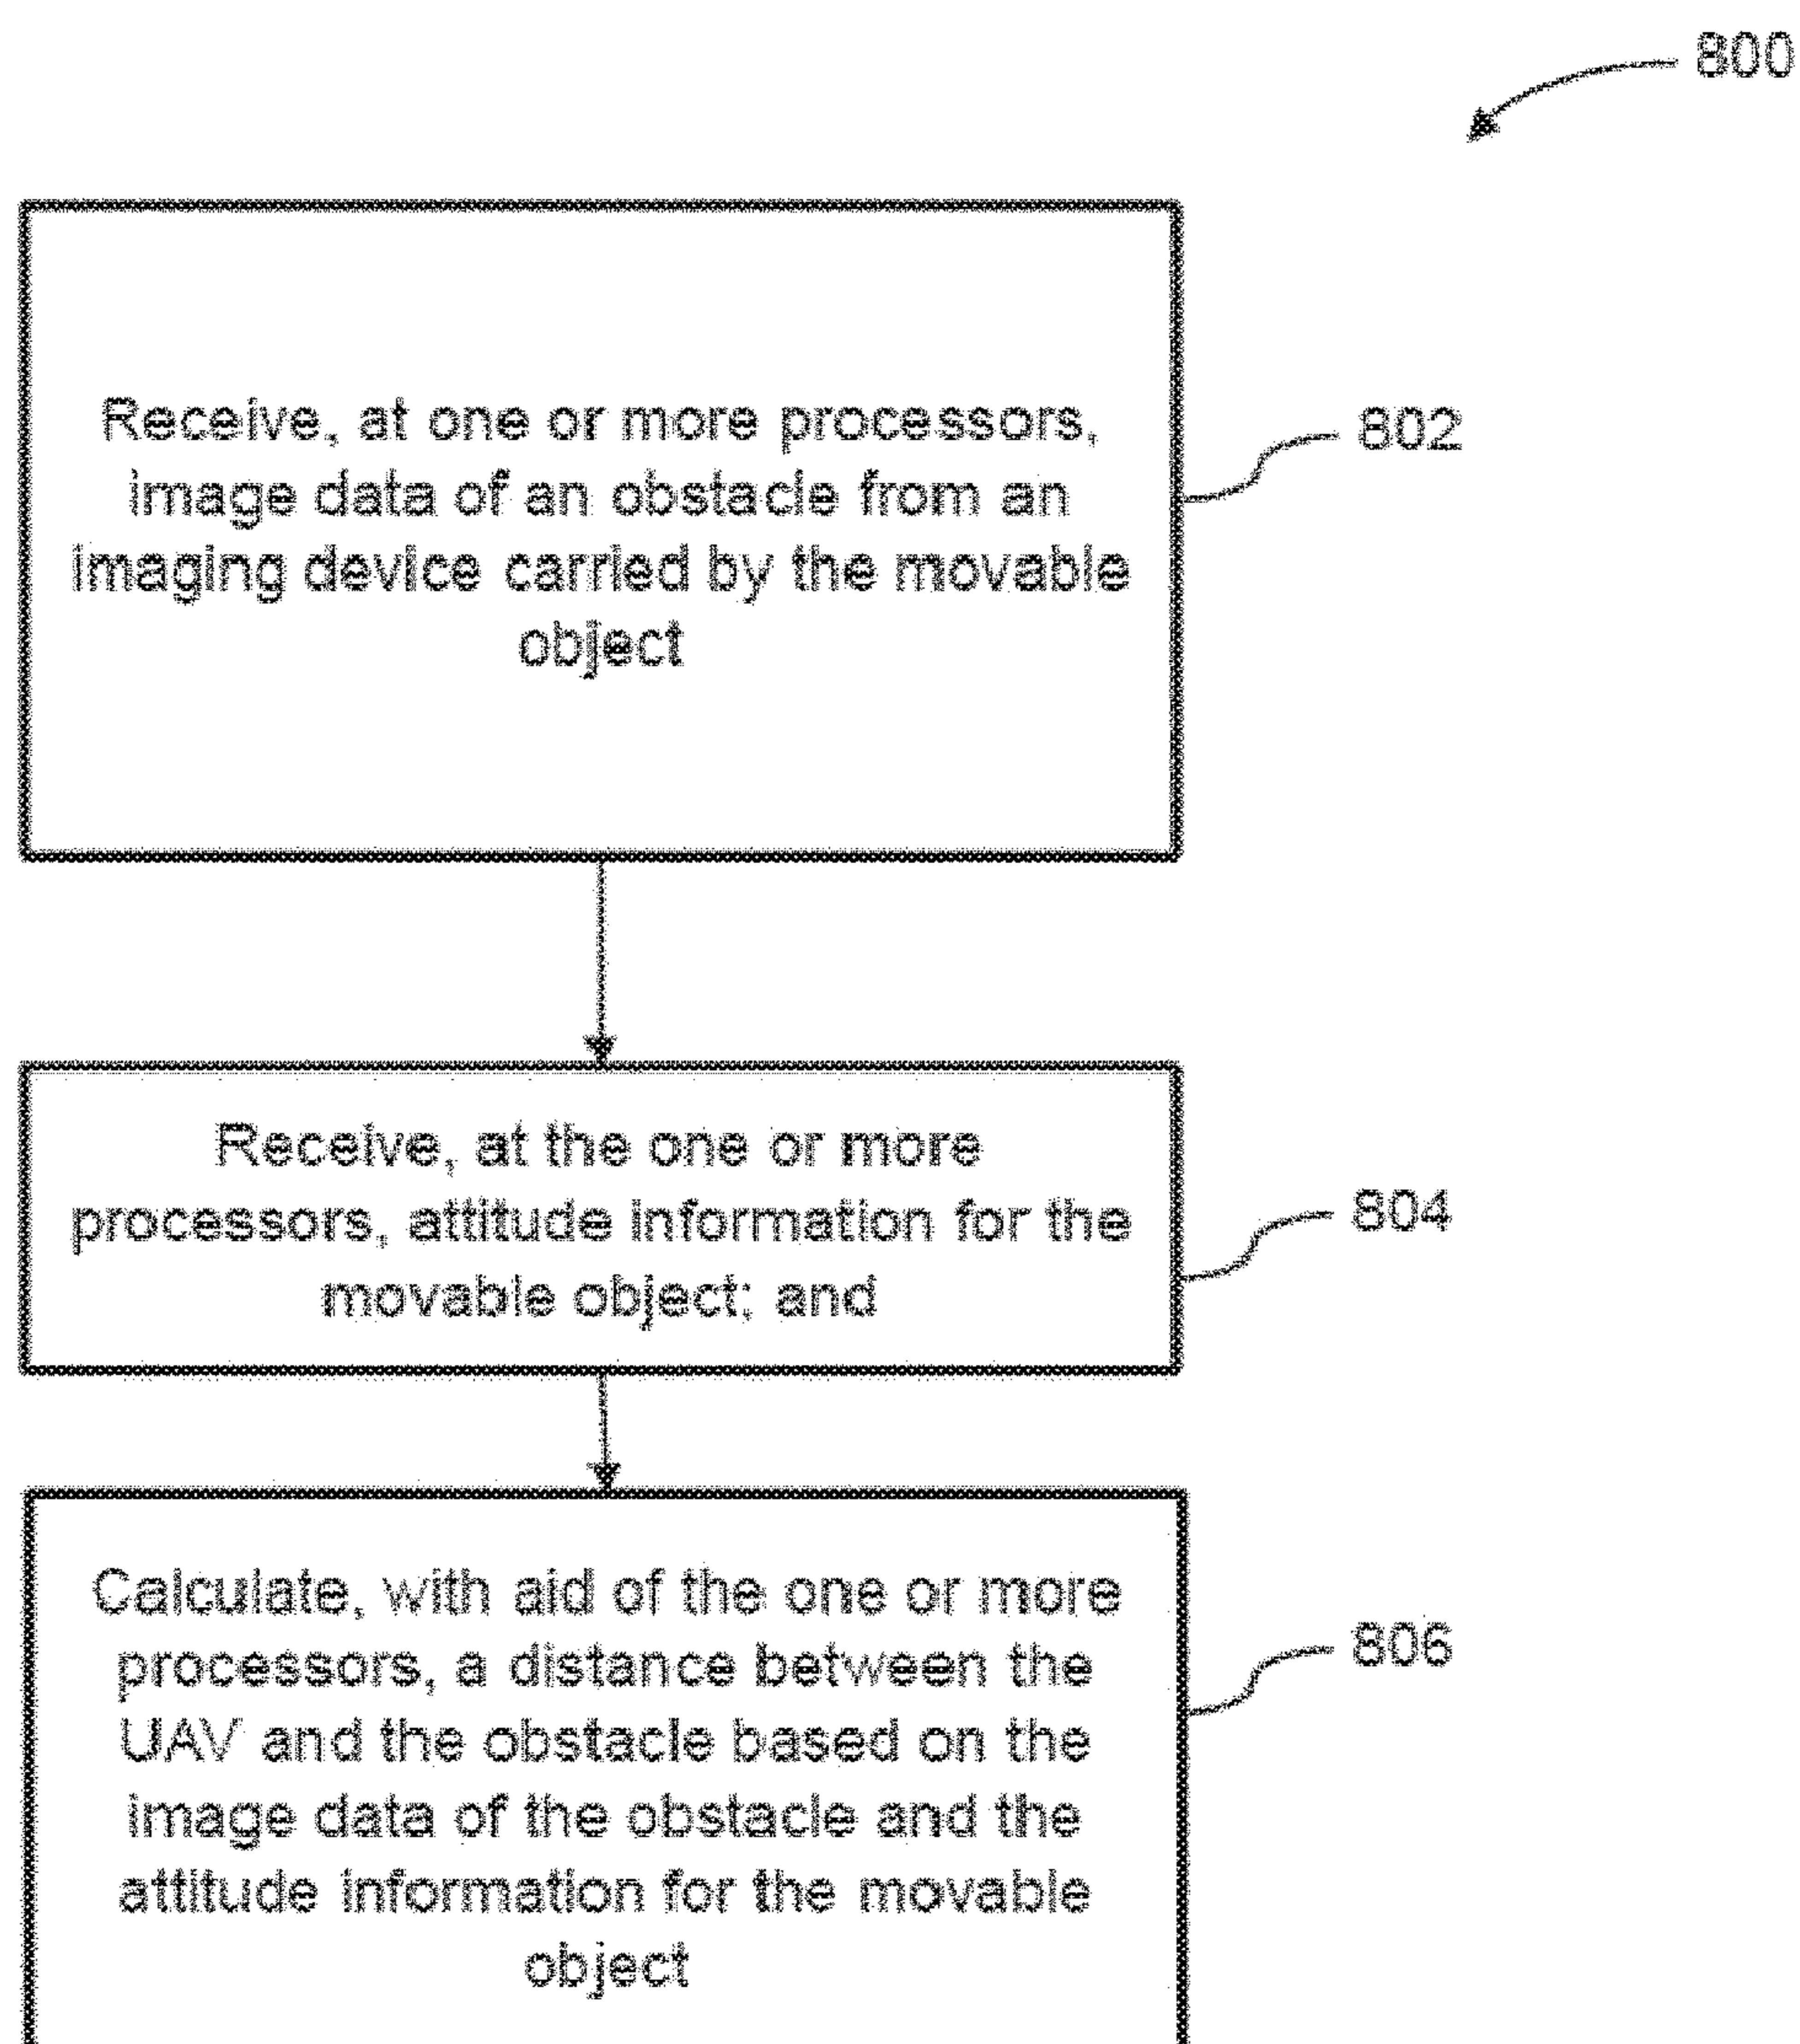 800
Receive, at one or more processors,
image data of an obstacle from an
imaging device carried by the movable
object
802
Receive, at the one or more
processors, attitude information for the
movable object; and
804
Calculate, with aid of the one or more
processors, a distance between the
UAV and the obstacle based on the
image data of the obstacle and the
attitude information for the movable
object
806